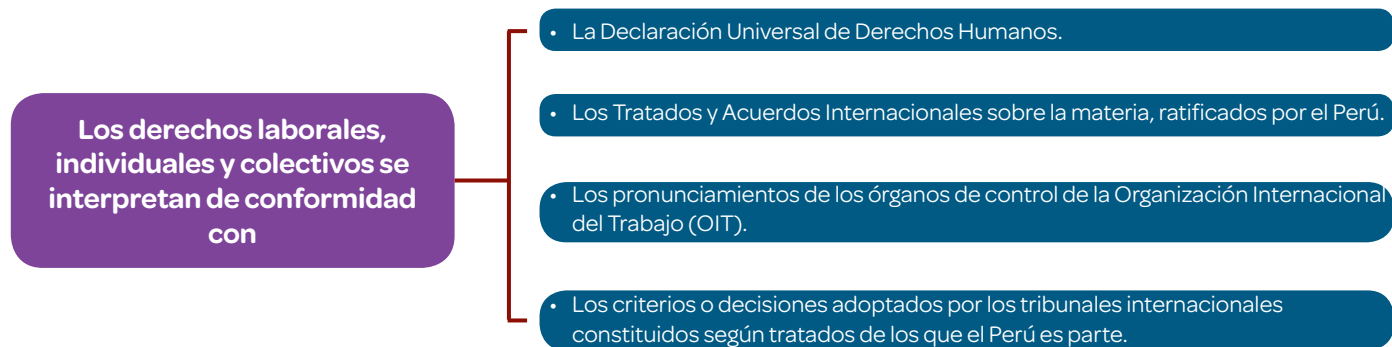 Los derechos laborales,
individuales y colectivos se
interpretan de conformidad
con
• La Declaración Universal de Derechos Humanos.
• Los Tratados y Acuerdos Internacionales sobre la materia, ratificados por el Perú.
• Los pronunciamientos de los órganos de control de la Organización Internacional
del Trabajo (OIT).
• Los criterios o decisiones adoptados por los tribunales internacionales
constituidos según tratados de los que el Perú es parte.